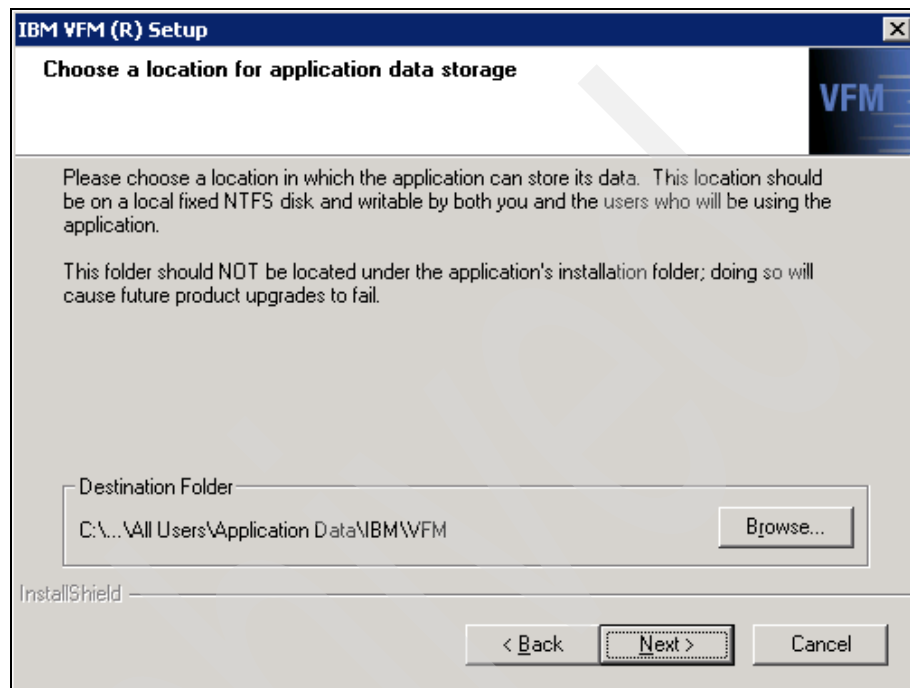 IBM VFM (R) Setup
Choose a location for application data storage
VFM
Please choose a location in which the application can store its data.  This location should
be on a local fixed NTFS disk and writable by both you and the users who will be using the
application.
This folder should NOT be located under the application's installation folder; doing so will
cause future product upgrades to fail.
Destination Folder
C:\...\All Users\Application Data\IBM\VFM
Browse...
InstallShield
< Back
Next >
Cancel